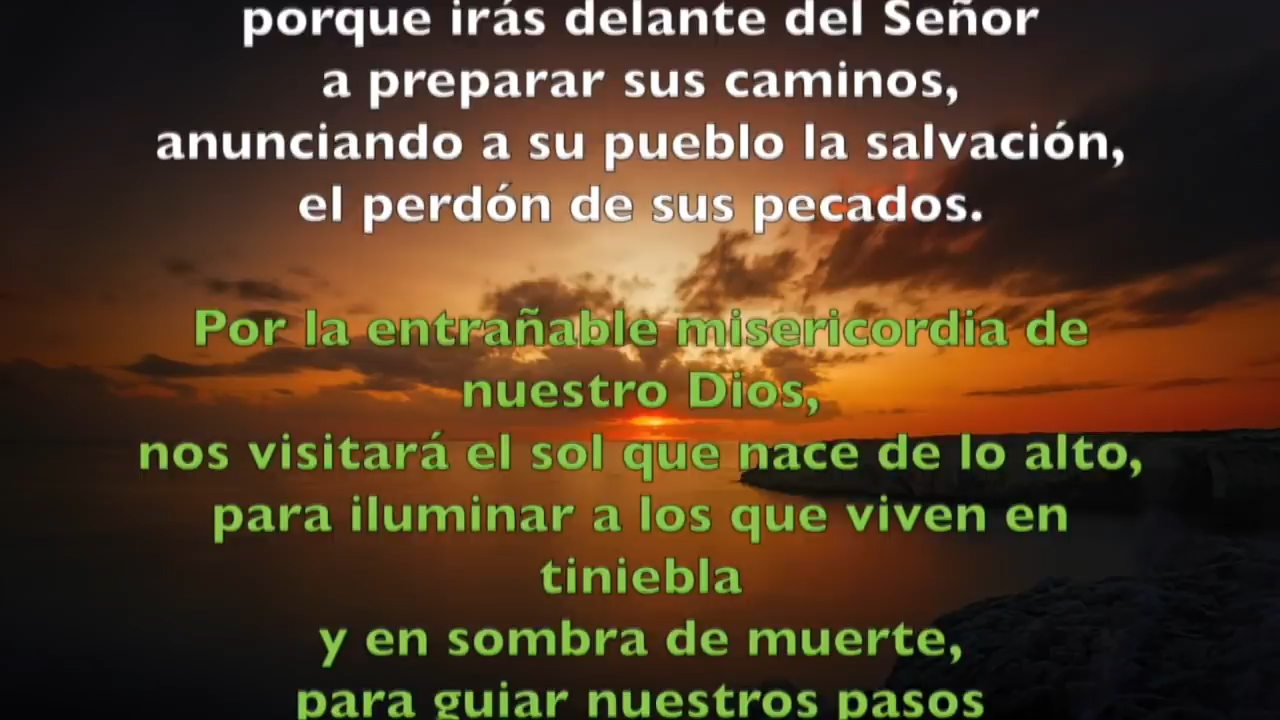 porque irás delante del Señor
a preparar sus caminos,
anunciando a su pueblo la salvación,
el perdón de sus pecados.
Por la entrañable misericordia de
nuestro Dios,
nos visitará el sol que nace de lo alto,
para iluminar a los que viven en
tiniebla
y en sombra de muerte,
para guiar nuestros pasos